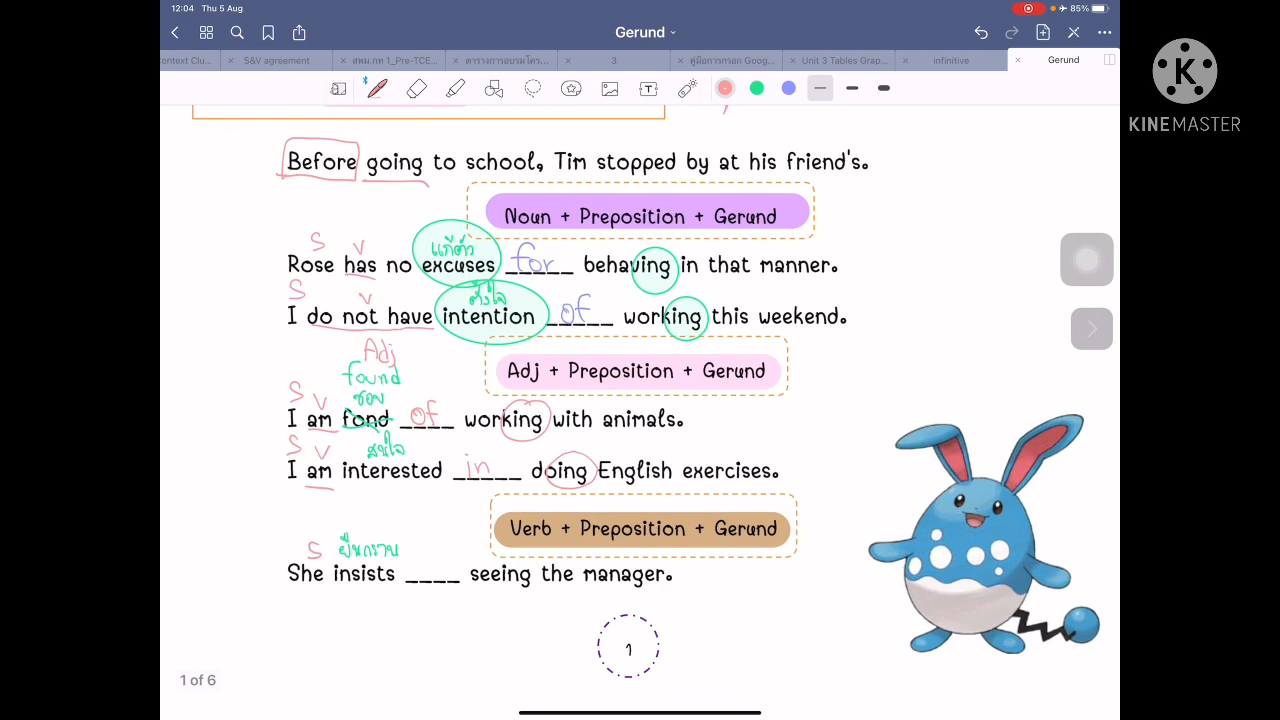 12:04 Thu 5 Aug
85%
Gerund
Context Clu...
S&V agreement
สพม.ภท 1_Pre-TCE...
ตารางการอบรมโคร...
3
คู่มือการกรอก Goog...
Unit 3 Tables Grap...
infinitive
Gerund
K
KINEMASTER
Before going to school, Tim stopped by at his friend's.
Noun + Preposition + Gerund
S V แก้ตัว
Rose has no excuses for behaving in that manner.
S V ตั้งใจ
I do not have intention of working this weekend.
Adj
found
Adj + Preposition + Gerund
S V ชอบ
I am fond of working with animals.
S V สนใจ
I am interested in doing English exercises.
Verb + Preposition + Gerund
S ยืนกราน
She insists ____ seeing the manager.
1 of 6